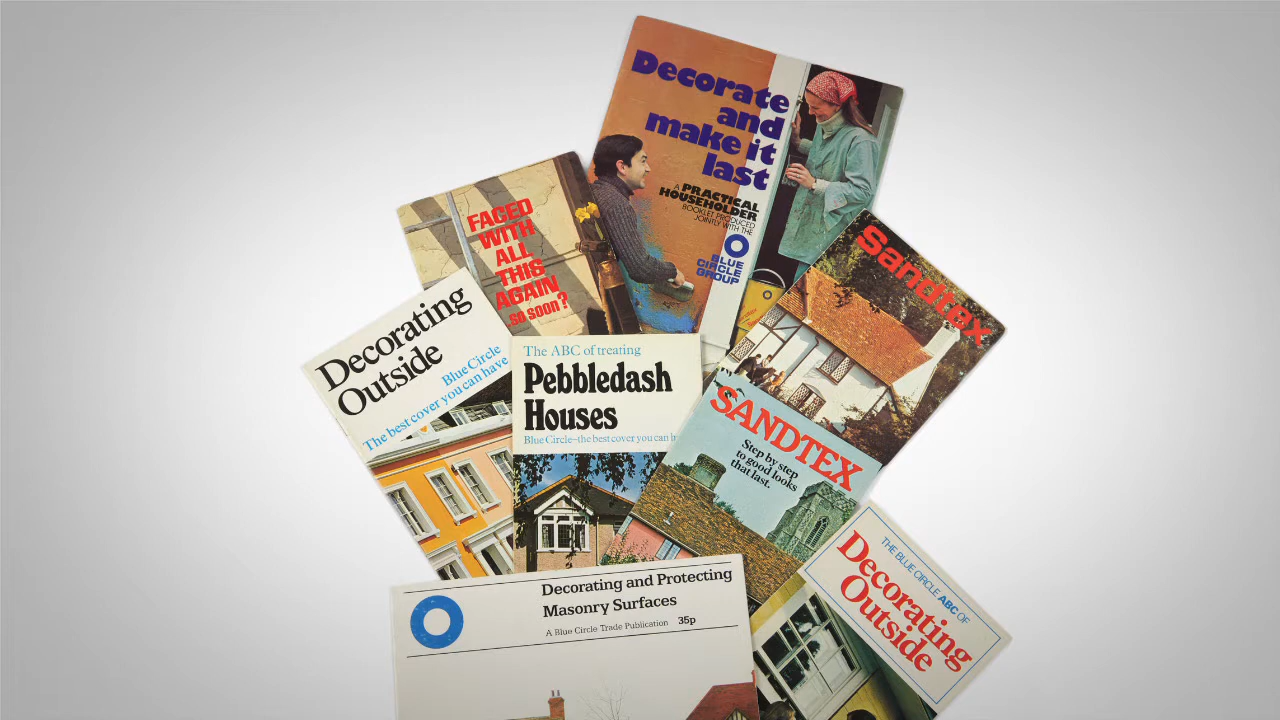 Decorate
and
make it
last
A PRACTICAL
HOUSEHOLDER
BOOKLET PRODUCED
JOINTLY WITH THE
BLUE
CIRCLE
GROUP
FACED
WITH
ALL
THIS
AGAIN
so soon?
Sandtex
Decorating
Outside
Blue Circle
The best cover you can have
The ABC of treating
Pebbledash
Houses
Blue Circle–the best cover you can h
SANDTEX
Step by step
to good looks
that last.
THE BLUE CIRCLE ABC OF
Decorating
Outside
Decorating and Protecting
Masonry Surfaces
A Blue Circle Trade Publication 35p